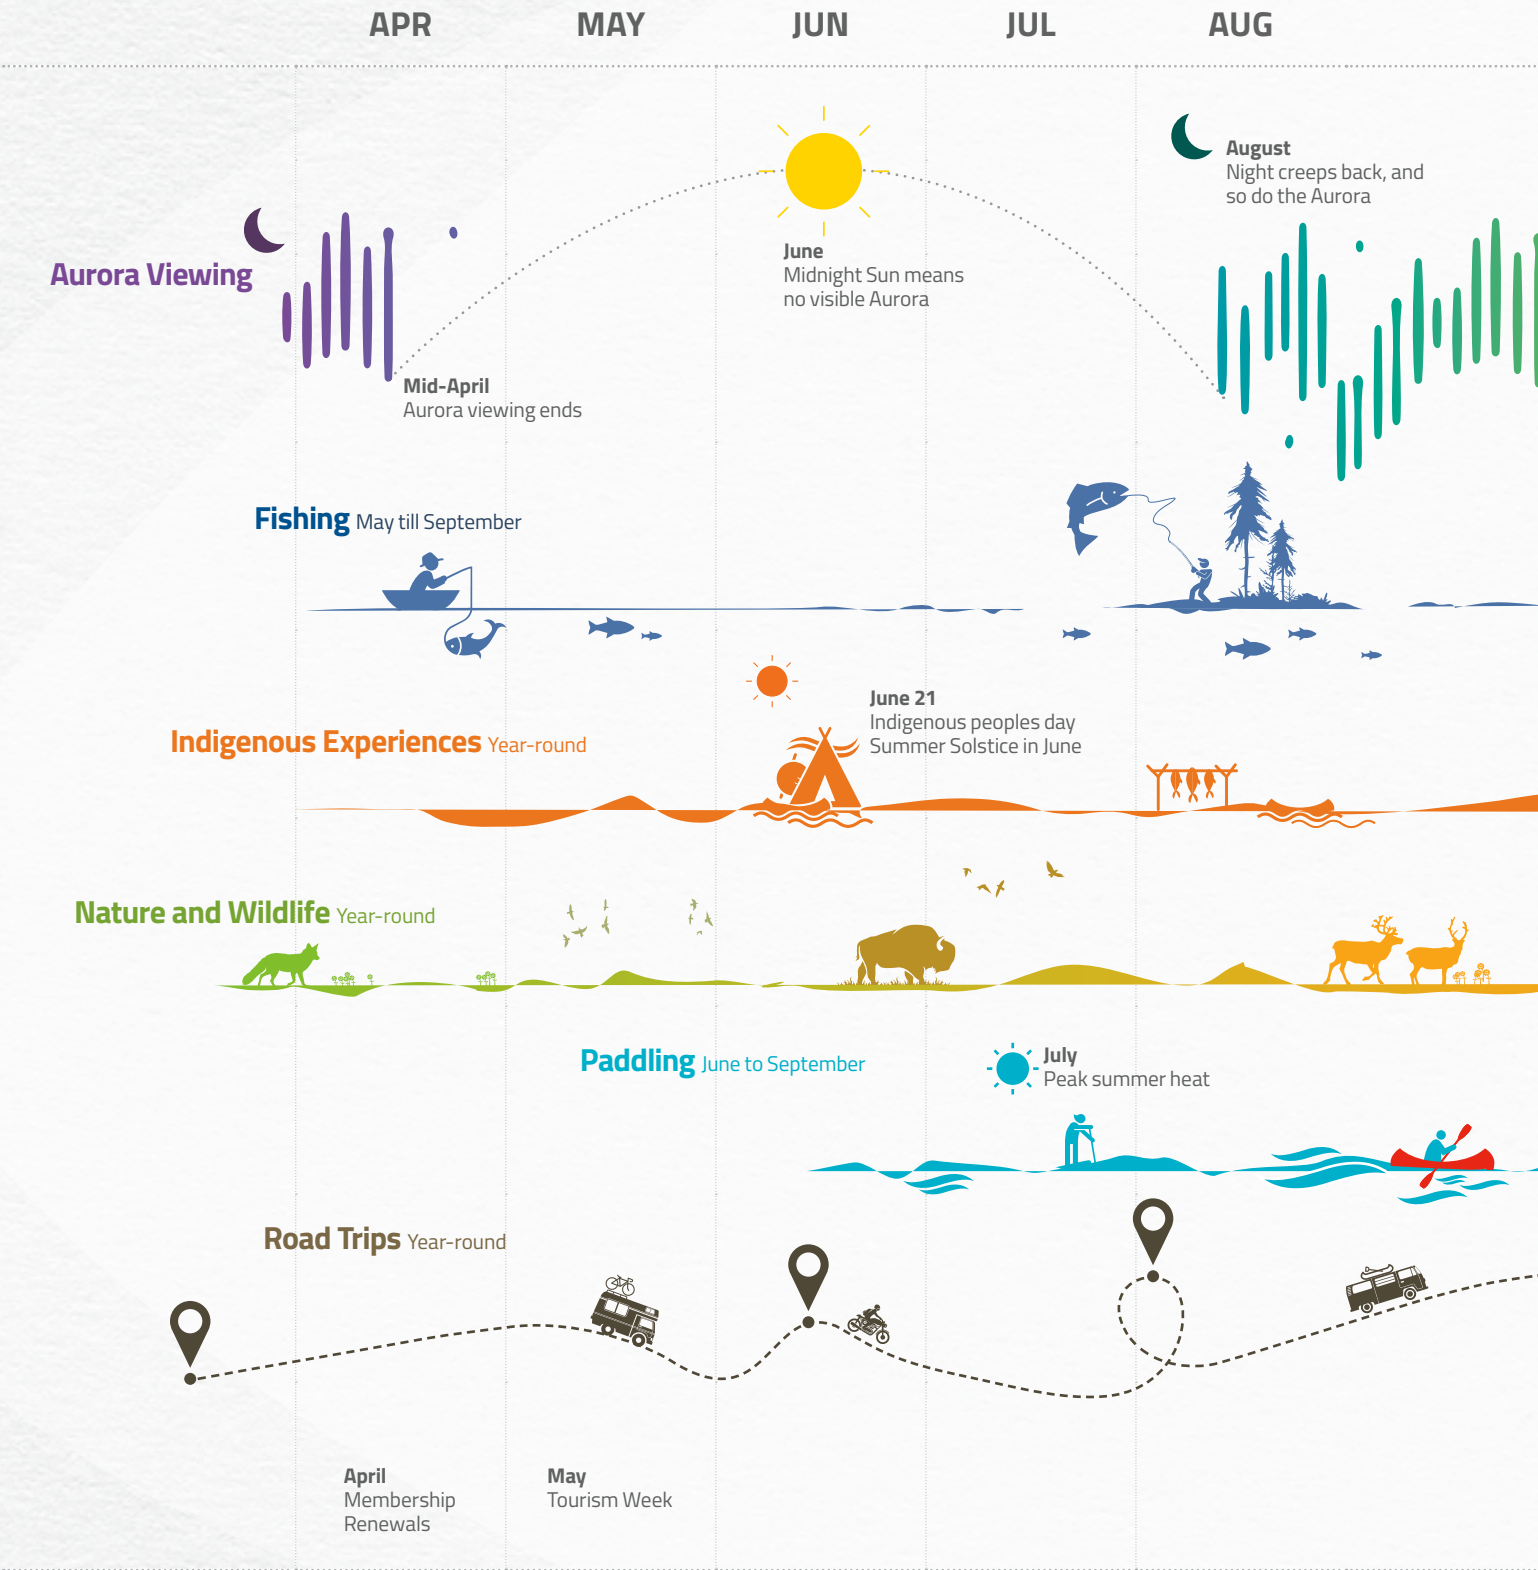 APR MAY JUN JUL AUG
August
Night creeps back, and
so do the Aurora
June
Midnight Sun means
no visible Aurora
Aurora Viewing
Mid-April
Aurora viewing ends
Fishing May till September
June 21
Indigenous peoples day
Summer Solstice in June
Indigenous Experiences Year-round
Nature and Wildlife Year-round
Paddling June to September
July
Peak summer heat
Road Trips Year-round
April
Membership
Renewals
May
Tourism Week